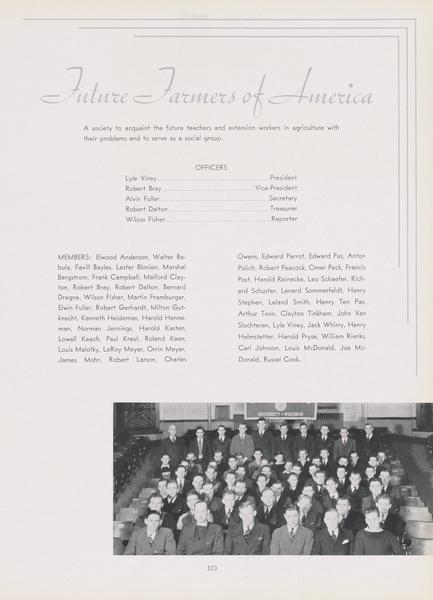 Future Farmers of America
A society to acquaint the future teachers and extension workers in agriculture with
their problems and to serve as a social group.
OFFICERS
Lyle Viney President
Robert Bray Vice-President
Alvin Fuller Secretary
Robert Dalton Treasurer
Wilson Fisher Reporter
MEMBERS: Elwood Anderson, Walter Ba-
bula, Favill Bayles, Lester Blonien, Marshal
Bergstrom, Frank Campbell, Melford Clay-
ton, Robert Bray, Robert Dalton, Bernard
Dregne, Wilson Fisher, Martin Framburger,
Elwin Fuller, Robert Gerhardt, Milton Gut-
knecht, Kenneth Heideman, Harold Henne-
man, Norman Jennings, Harold Kasten,
Lowell Keach, Paul Kreul, Roland Keen,
Louis Malotky, LeRoy Meyer, Orrin Meyer,
James Mohr, Robert Larson, Charles
Owens, Edward Parrot, Edward Pas, Anton
Polich, Robert Peacock, Omer Peck, Francis
Post, Harold Reinecke, Leo Schaefer, Rich-
ard Schuster, Lenard Sommerfeldt, Henry
Stephen, Leland Smith, Henry Ten Pas,
Arthur Tonn, Clayton Tinkham, John Van
Slochteren, Lyle Viney, Jack Whirry, Henry
Helmstetter, Harold Pryse, William Rienks,
Carl Johnson, Louis McDonald, Joe Mc-
Donald, Russel Cook.
UNIVERSITY of WISCONSIN
323